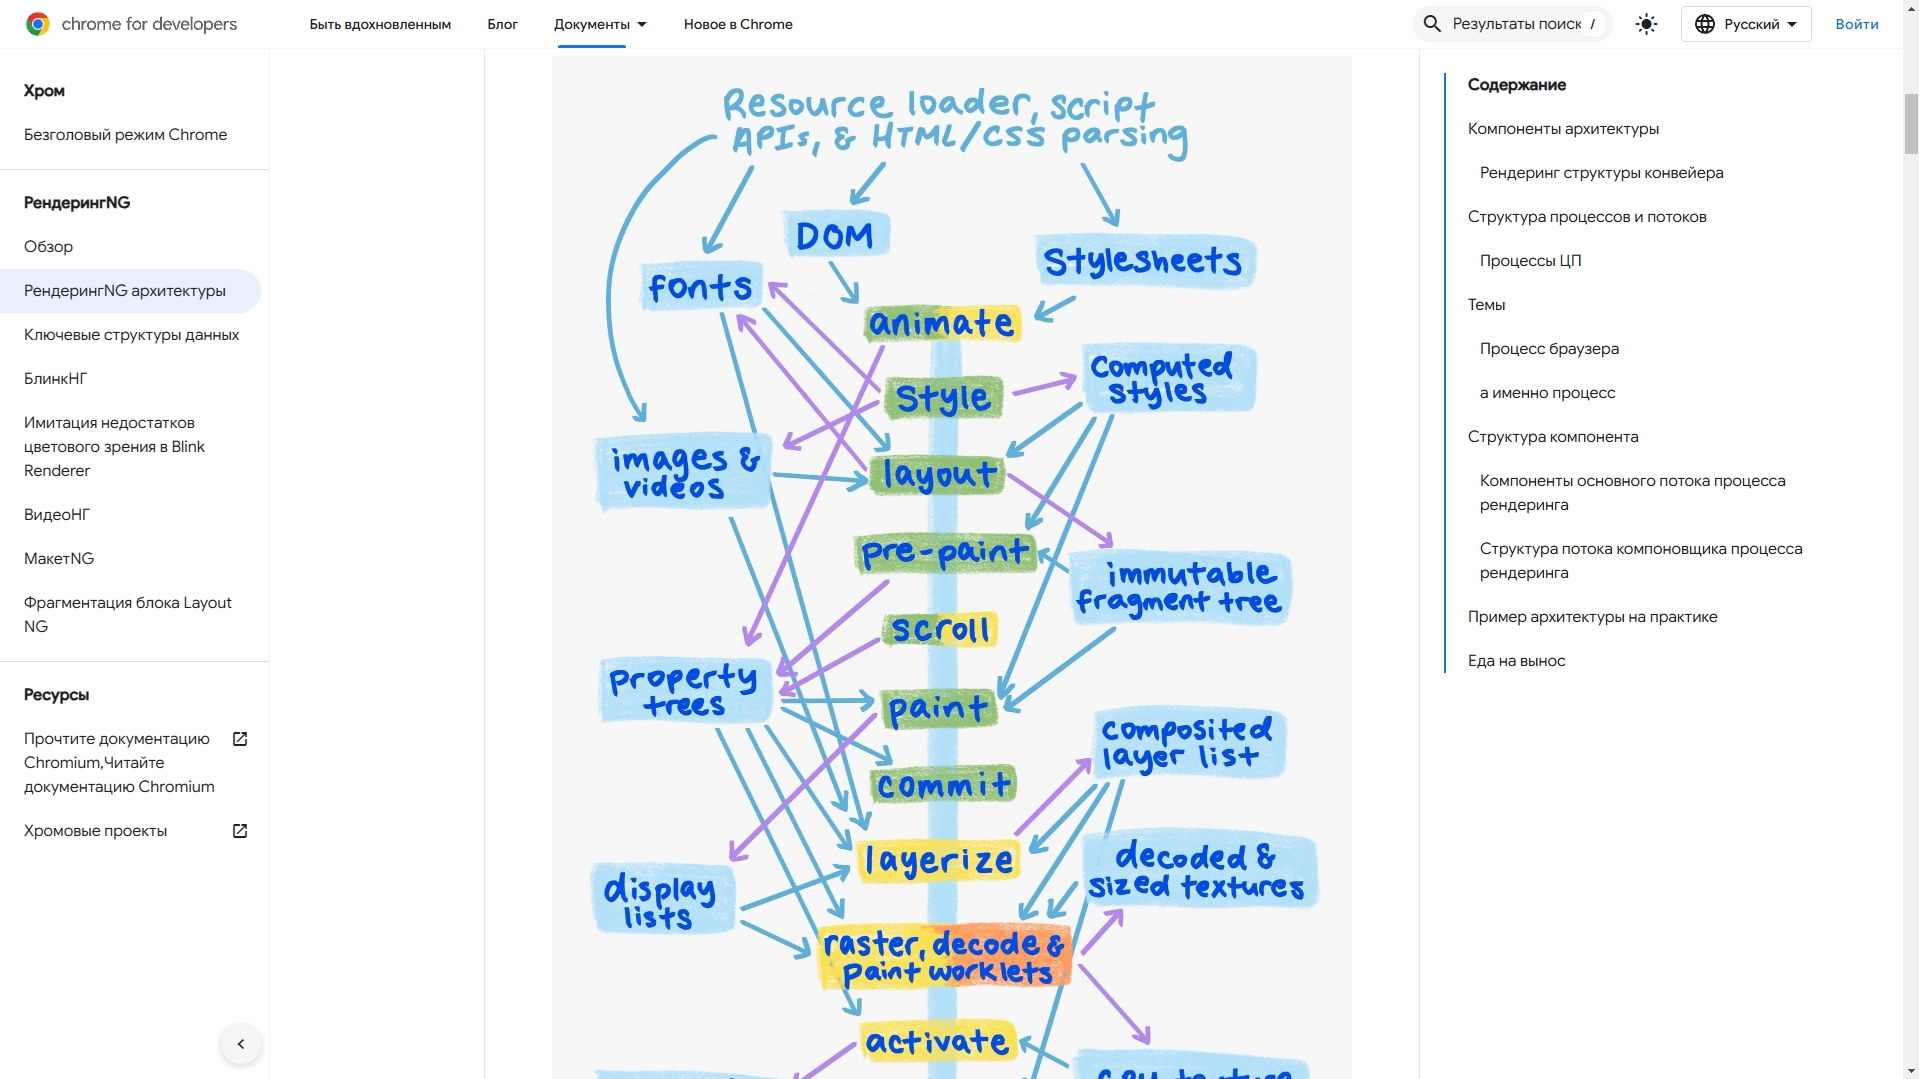 chrome for developers
Быть вдохновленным
Блог
Документы
Новое в Chrome
Результаты поиск
/
Русский
Войти
Хром
Безголовый режим Chrome
РендерингNG
Обзор
РендерингNG архитектуры
Ключевые структуры данных
БлинкНГ
Имитация недостатков
цветового зрения в Blink
Renderer
ВидеоНГ
МакетNG
Фрагментация блока Layout
NG
Ресурсы
Прочтите документацию
Chromium,Читайте
документацию Chromium
Хромовые проекты
Resource loader, script
APIs, & HTML/CSS parsing
DOM
Stylesheets
fonts
animate
Computed
styles
Style
images &
videos
layout
pre-paint
immutable
fragment tree
scroll
property
trees
paint
composited
layer list
commit
layerize
decoded &
sized textures
display
lists
raster, decode &
paint worklets
activate
Содержание
Компоненты архитектуры
Рендеринг структуры конвейера
Структура процессов и потоков
Процессы ЦП
Темы
Процесс браузера
а именно процесс
Структура компонента
Компоненты основного потока процесса
рендеринга
Структура потока компоновщика процесса
рендеринга
Пример архитектуры на практике
Еда на вынос